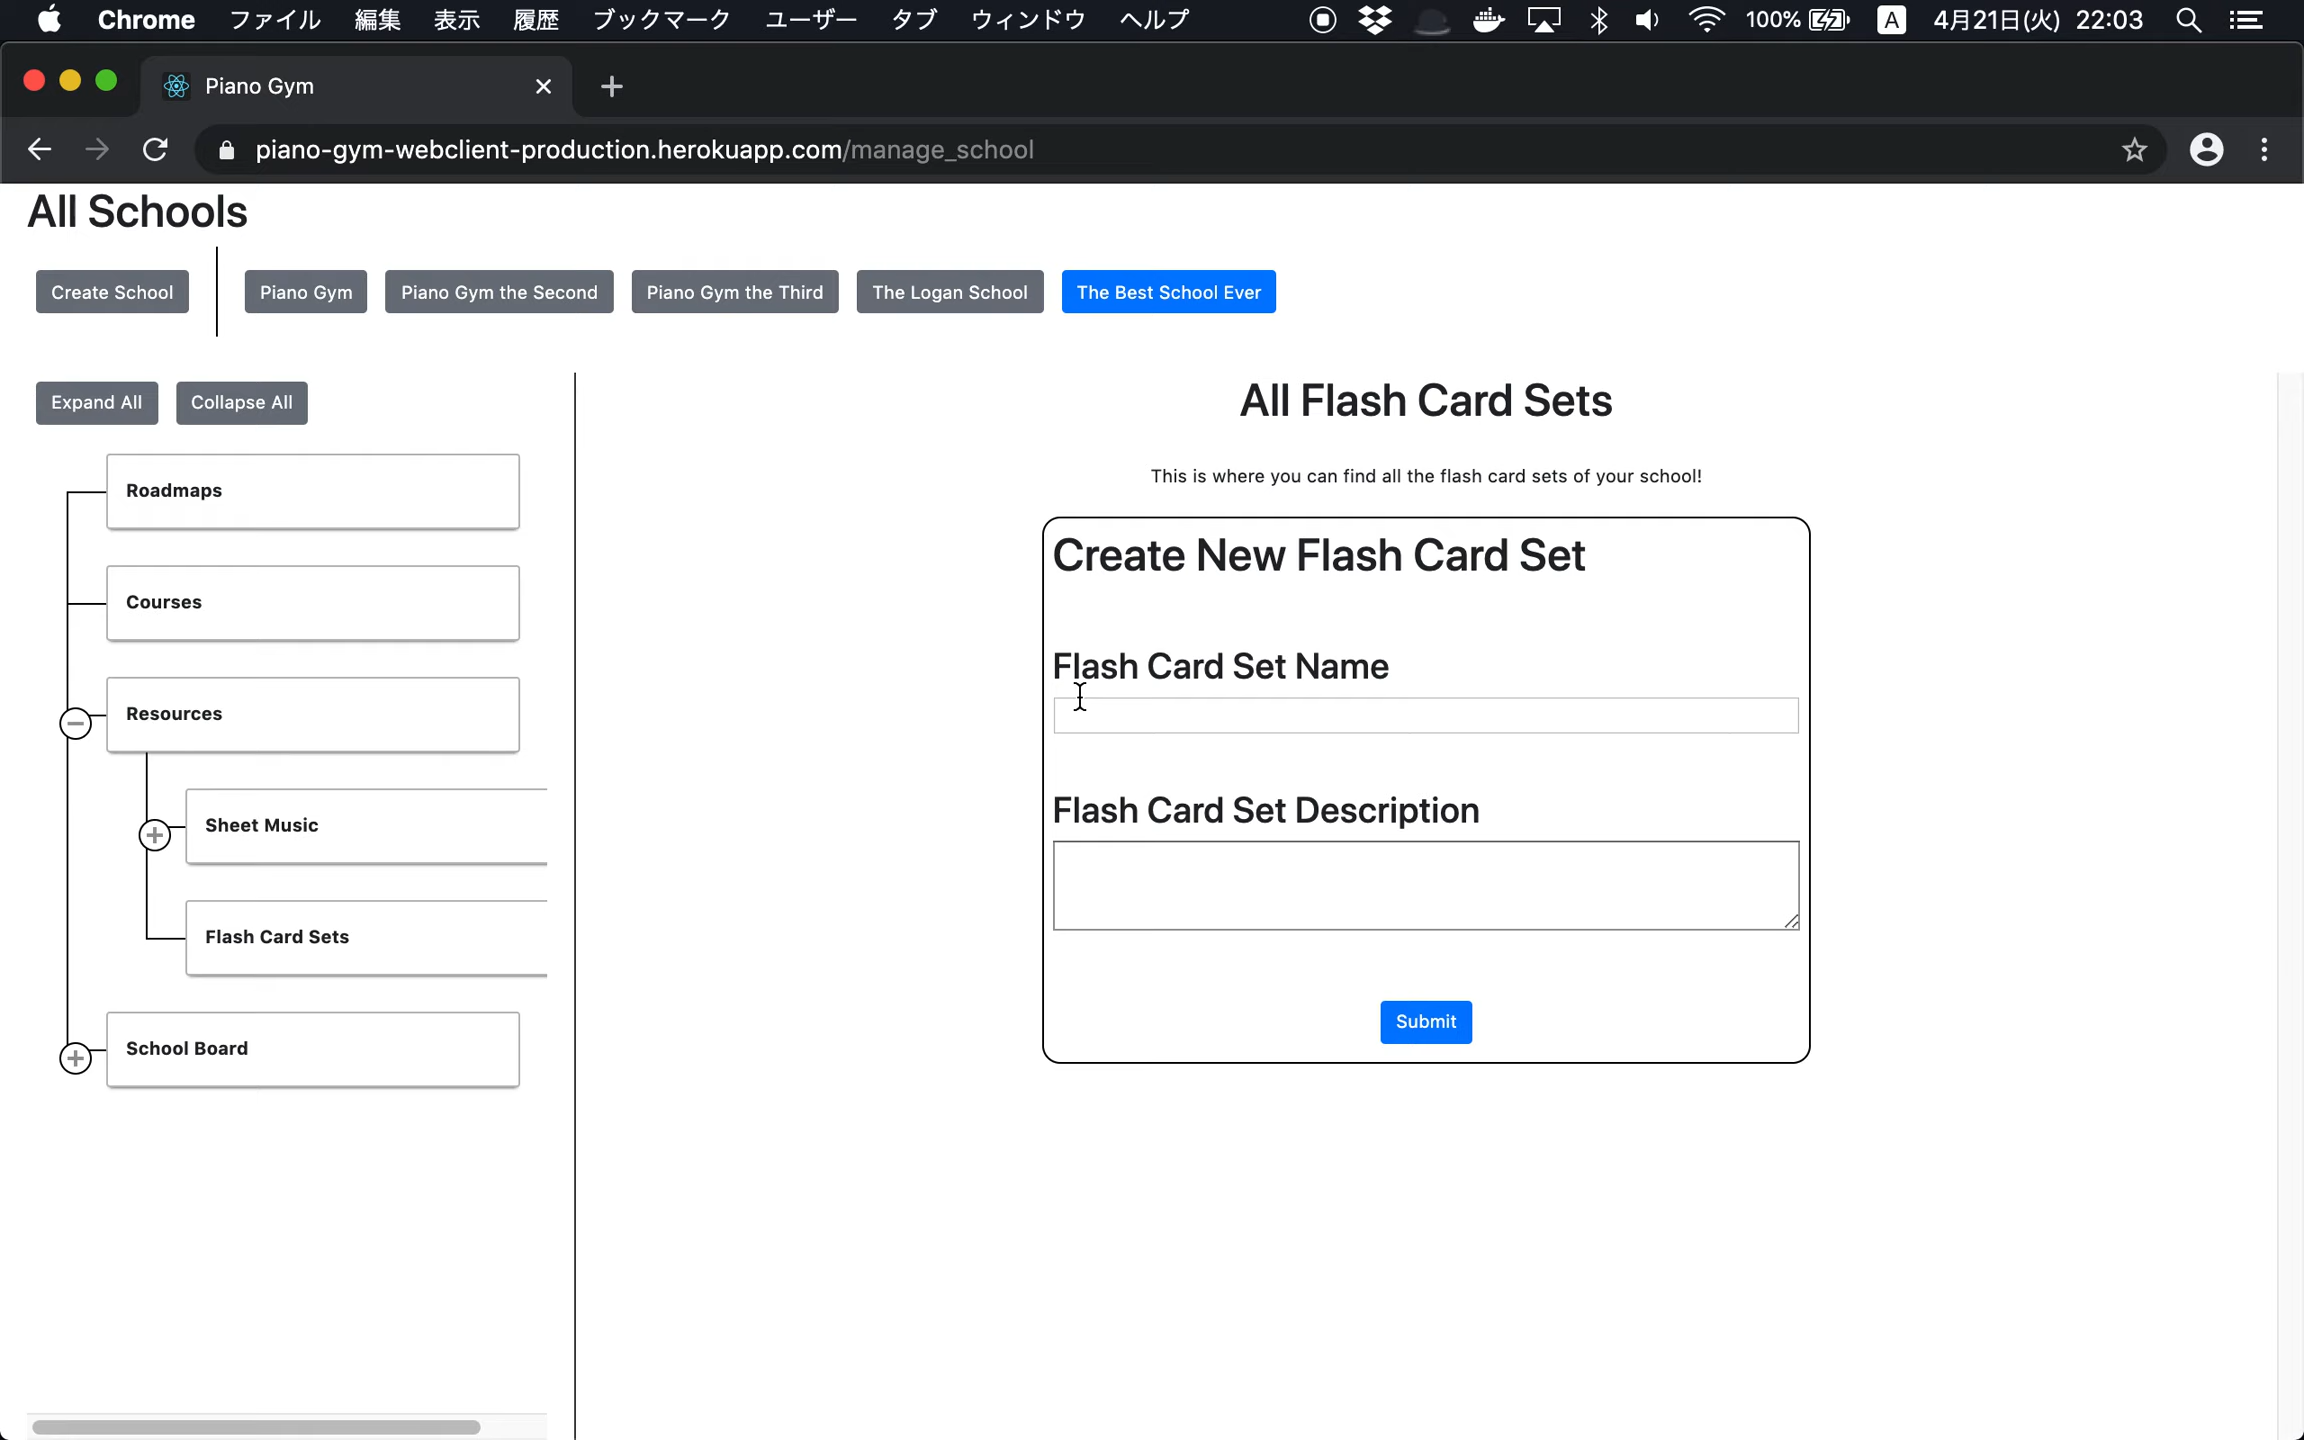 Chrome ファイル 編集 表示 履歴 ブックマーク ユーザー タブ ウィンドウ ヘルプ 100% A 4月21日(火) 22:03
Piano Gym
piano-gym-webclient-production.herokuapp.com/manage_school
All Schools
Create School Piano Gym Piano Gym the Second Piano Gym the Third The Logan School The Best School Ever
Expand All Collapse All
Roadmaps
Courses
Resources
Sheet Music
Flash Card Sets
School Board
All Flash Card Sets
This is where you can find all the flash card sets of your school!
Create New Flash Card Set
Flash Card Set Name
Flash Card Set Description
Submit